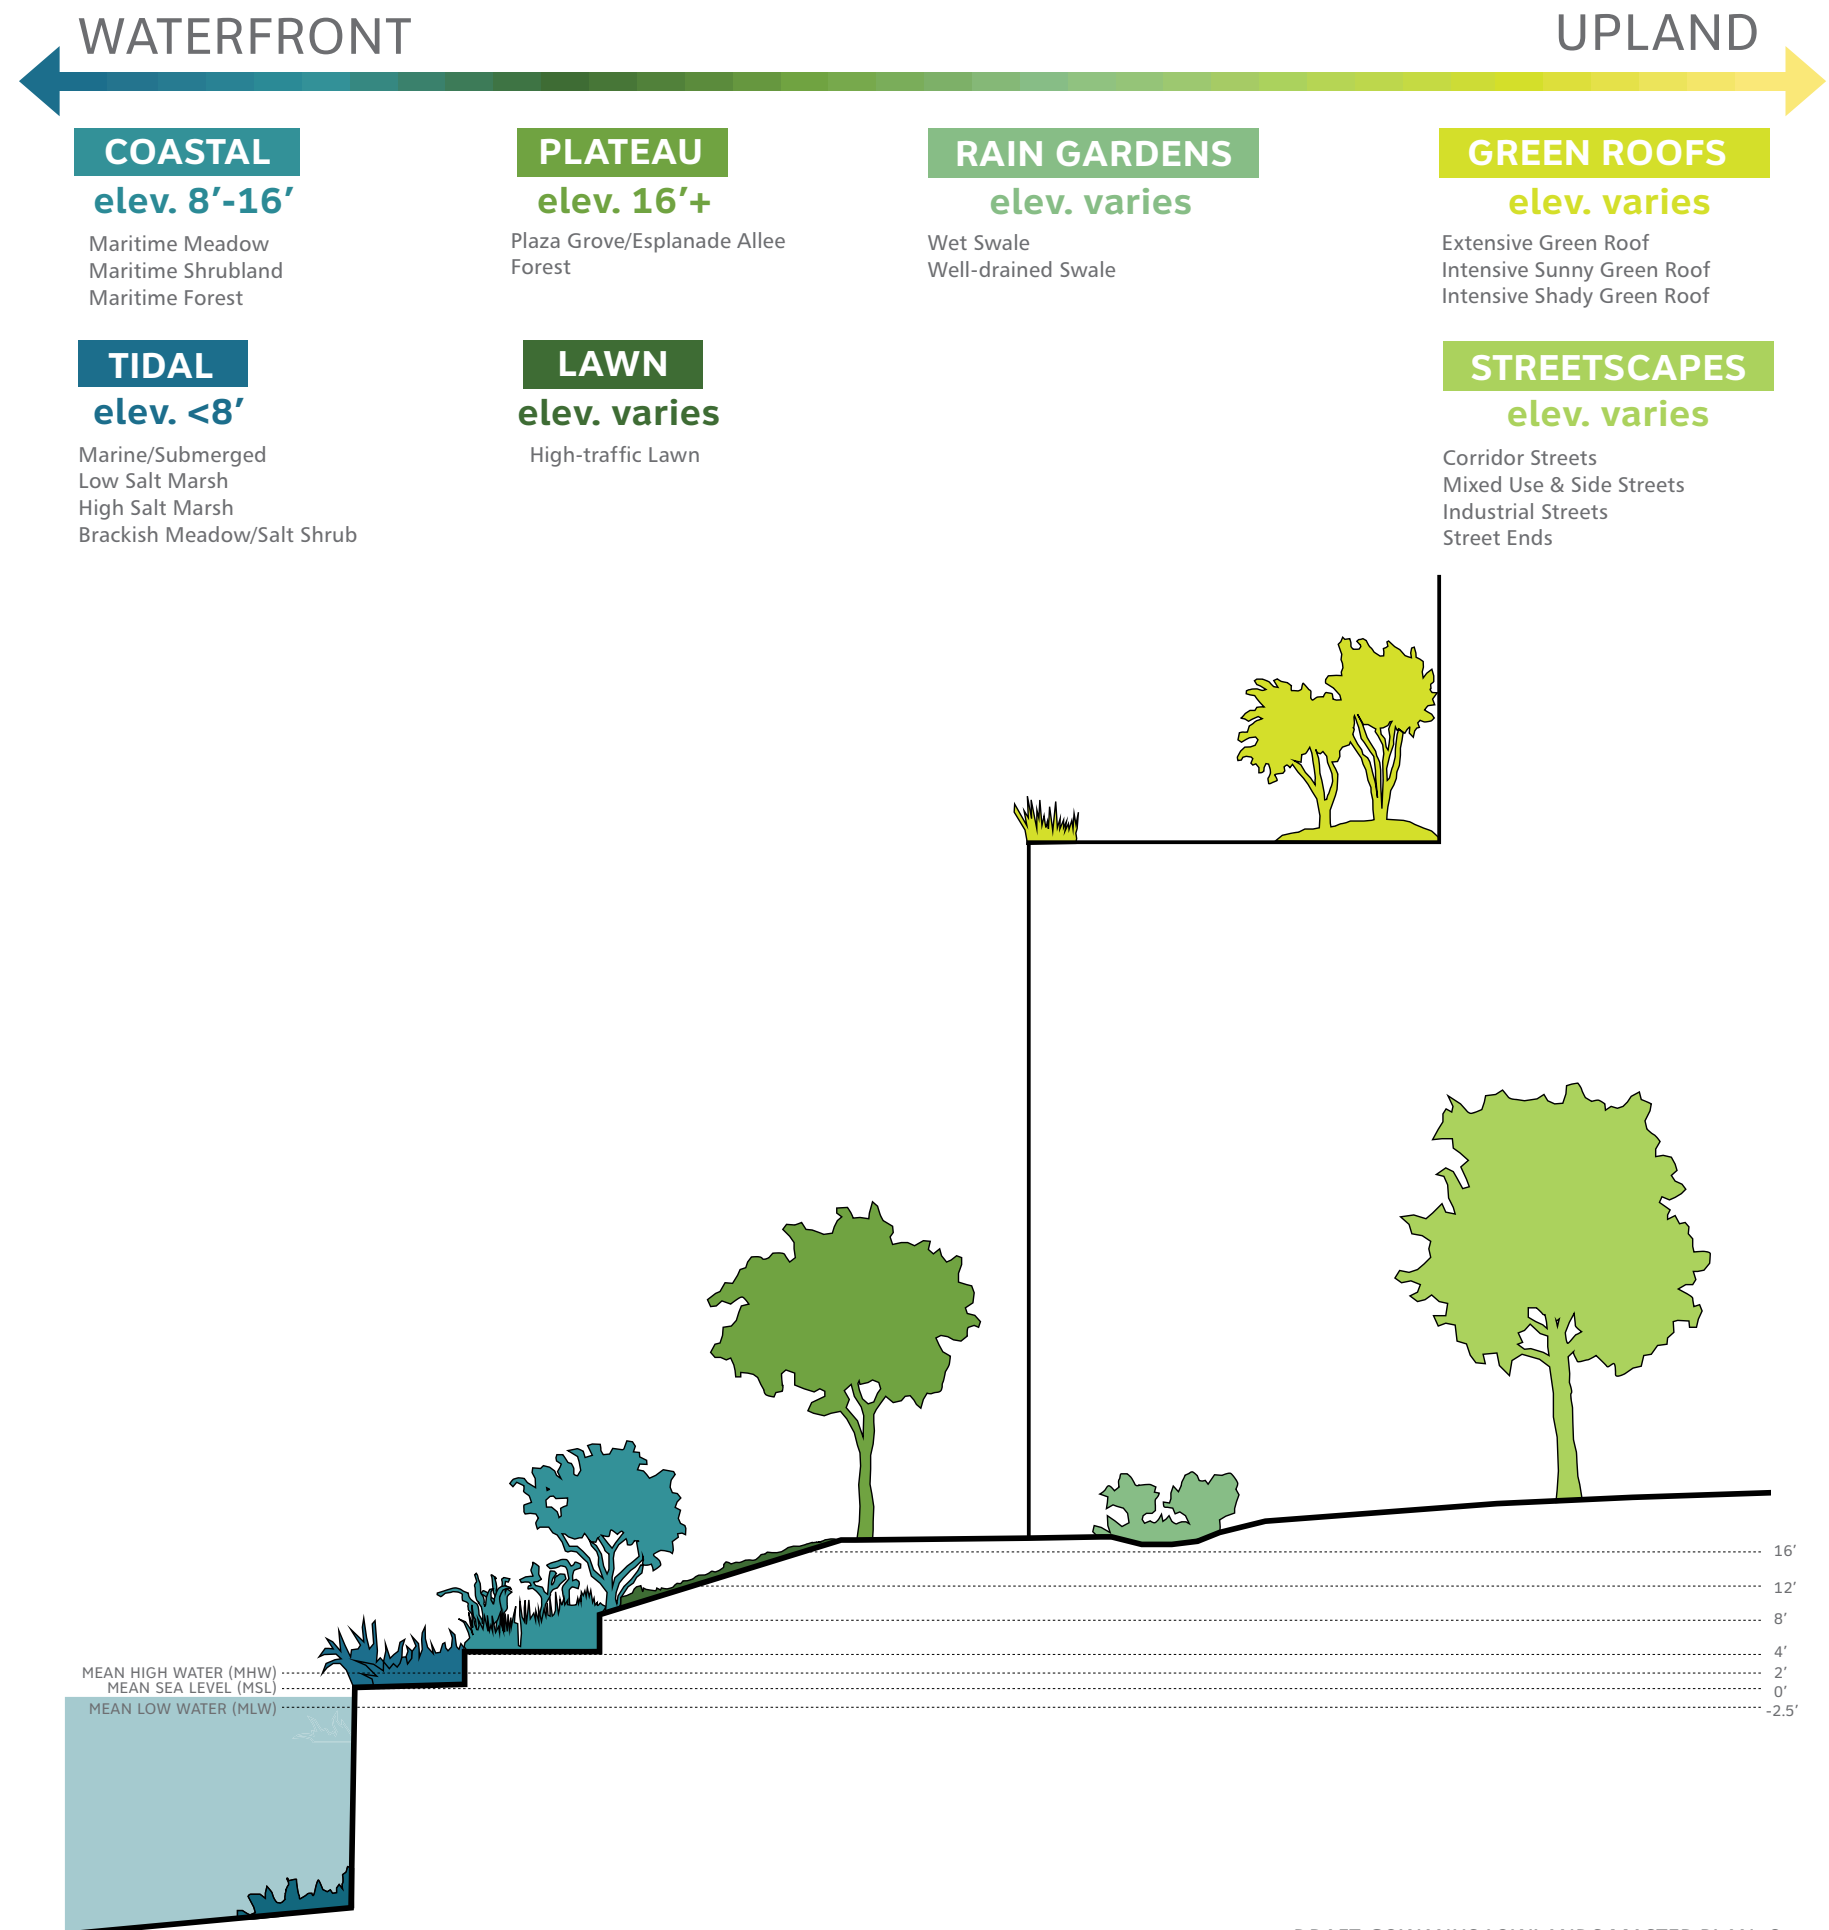 WATERFRONT
UPLAND
COASTAL
elev. 8’-16’
Maritime Meadow
Maritime Shrubland
Maritime Forest
TIDAL
elev. <8’
Marine/Submerged
Low Salt Marsh
High Salt Marsh
Brackish Meadow/Salt Shrub
PLATEAU
elev. 16’+
Plaza Grove/Esplanade Allee
Forest
LAWN
elev. varies
High-traffic Lawn
RAIN GARDENS
elev. varies
Wet Swale
Well-drained Swale
GREEN ROOFS
elev. varies
Extensive Green Roof
Intensive Sunny Green Roof
Intensive Shady Green Roof
STREETSCAPES
elev. varies
Corridor Streets
Mixed Use & Side Streets
Industrial Streets
Street Ends
16’
12’
8’
4’
MEAN HIGH WATER (MHW)
2’
MEAN SEA LEVEL (MSL)
0’
MEAN LOW WATER (MLW)
-2.5’